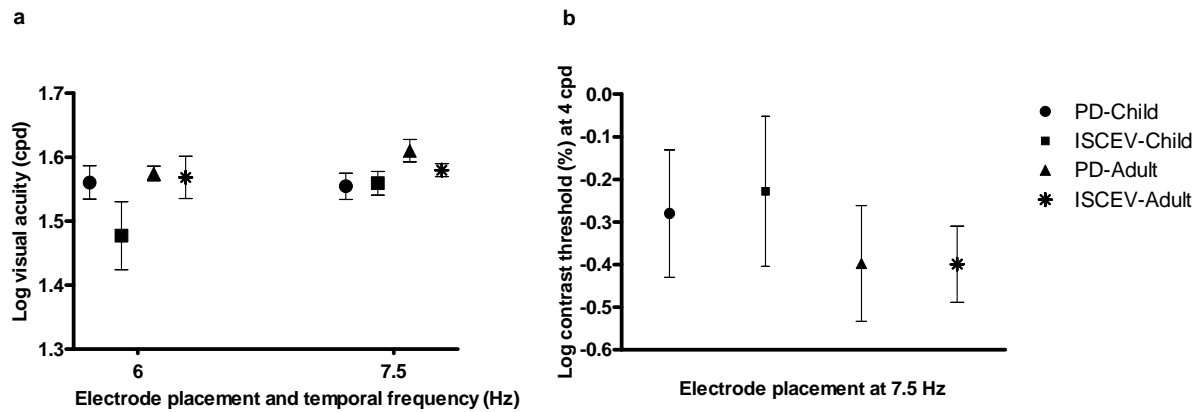 a
Log visual acuity (cpd)
1.7
1.6
1.5
1.4
1.3
6
7.5
Electrode placement and temporal frequency (Hz)
b
Log contrast threshold (%) at 4 cpd
0.0
-0.1
-0.2
-0.3
-0.4
-0.5
-0.6
Electrode placement at 7.5 Hz
PD-Child
ISCEV-Child
PD-Adult
ISCEV-Adult